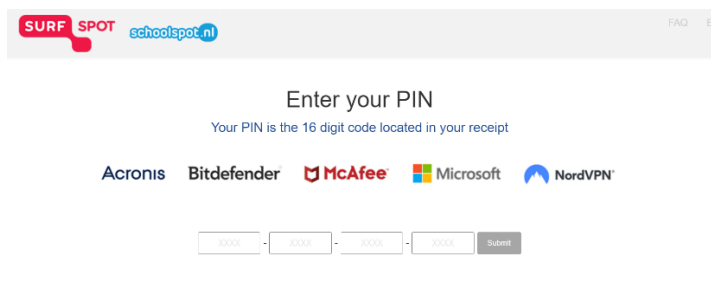 SURF SPOT schoolspot.nl FAQ
Enter your PIN
Your PIN is the 16 digit code located in your receipt
Acronis Bitdefender McAfee Microsoft NordVPN
XXXX - XXXX - XXXX - XXXX Submit